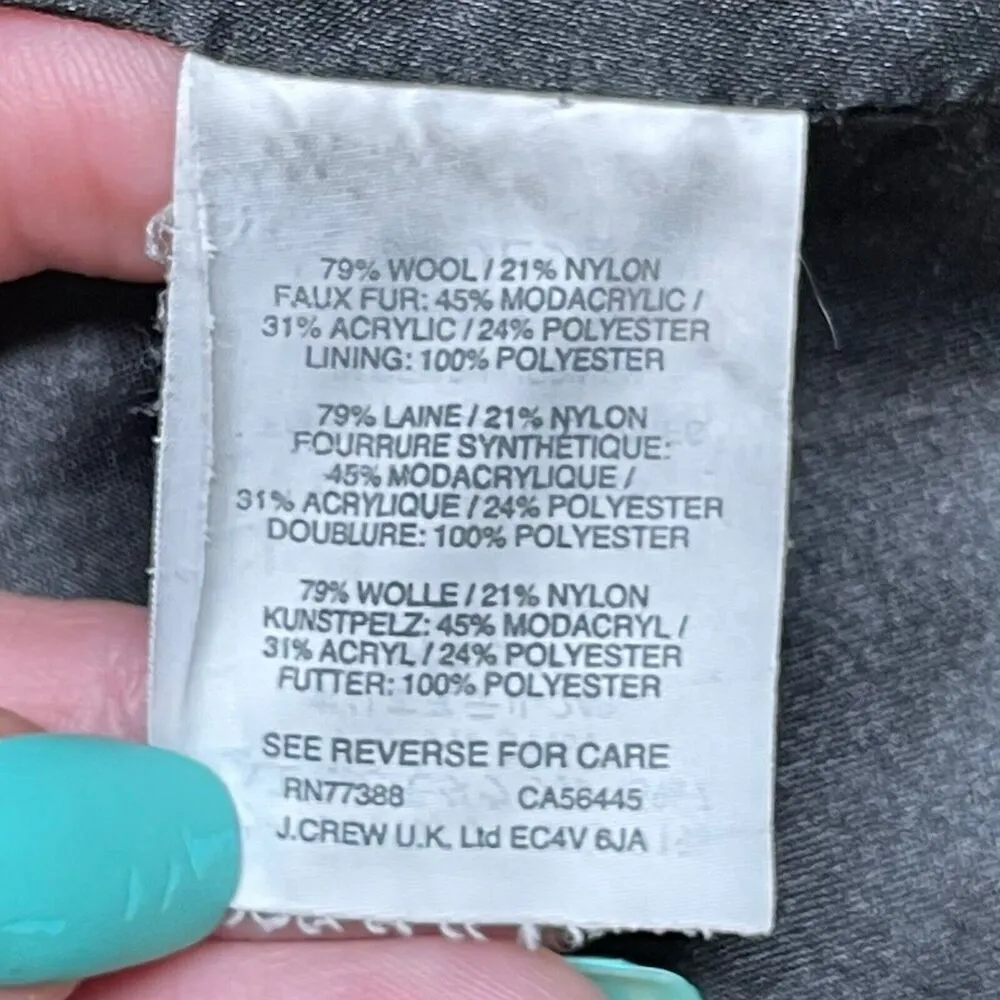 79% WOOL / 21% NYLON
FAUX FUR: 45% MODACRYLIC /
31% ACRYLIC / 24% POLYESTER
LINING: 100% POLYESTER
79% LAINE / 21% NYLON
FOURRURE SYNTHÉTIQUE:
45% MODACRYLIQUE /
31% ACRYLIQUE / 24% POLYESTER
DOUBLURE: 100% POLYESTER
79% WOLLE / 21% NYLON
KUNSTPELZ: 45% MODACRYL /
31% ACRYL / 24% POLYESTER
FUTTER: 100% POLYESTER
SEE REVERSE FOR CARE
RN77388 CA56445
J.CREW U.K. Ltd EC4V 6JA